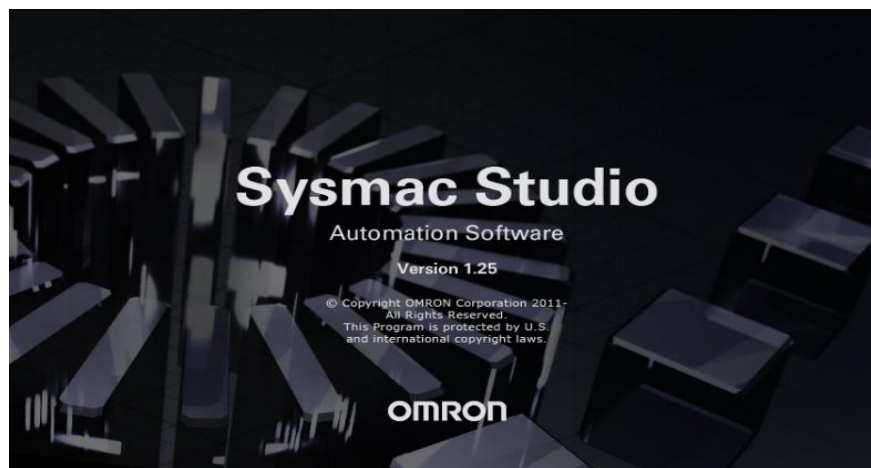 Sysmac Studio
Automation Software
Version 1.25
© Copyright OMRON Corporation 2011-
All Rights Reserved.
This Program is protected by U.S.
and international copyright laws.
OMRON